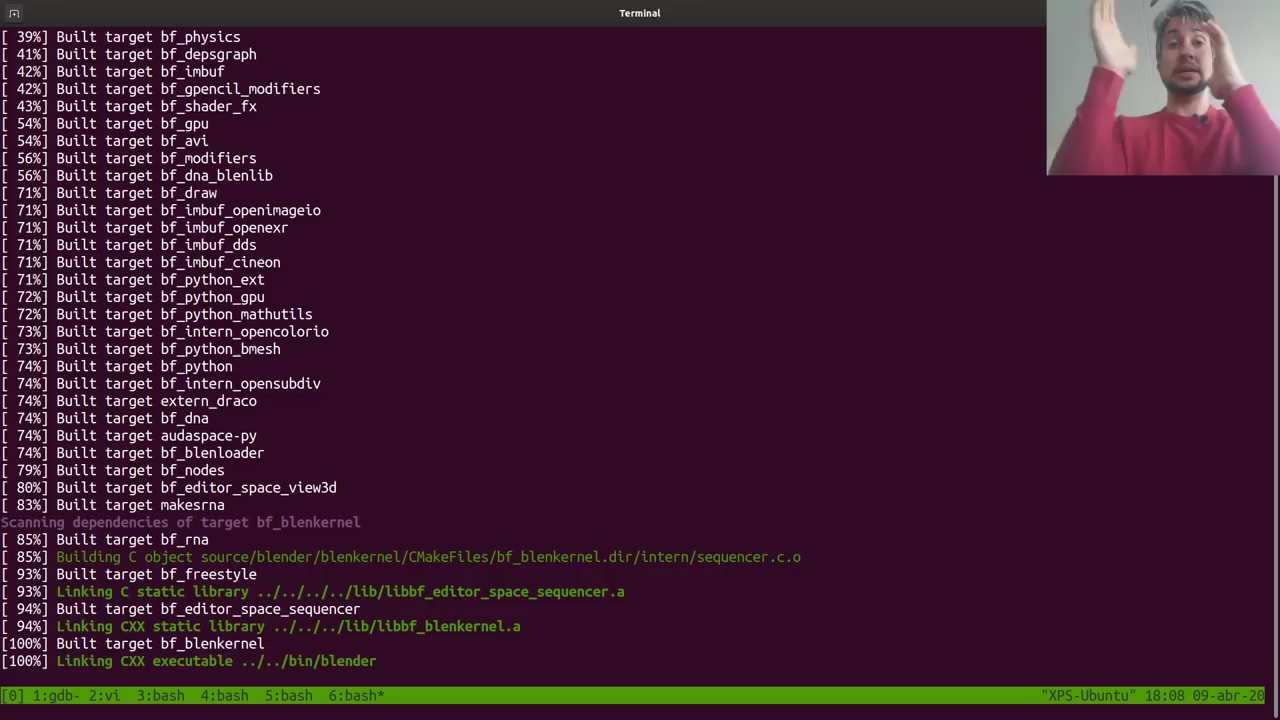 Terminal
[ 39%] Built target bf_physics
[ 41%] Built target bf_depsgraph
[ 42%] Built target bf_imbuf
[ 42%] Built target bf_gpencil_modifiers
[ 43%] Built target bf_shader_fx
[ 54%] Built target bf_gpu
[ 54%] Built target bf_avi
[ 56%] Built target bf_modifiers
[ 56%] Built target bf_dna_blenlib
[ 71%] Built target bf_draw
[ 71%] Built target bf_imbuf_openimageio
[ 71%] Built target bf_imbuf_openexr
[ 71%] Built target bf_imbuf_dds
[ 71%] Built target bf_imbuf_cineon
[ 71%] Built target bf_python_ext
[ 72%] Built target bf_python_gpu
[ 72%] Built target bf_python_mathutils
[ 73%] Built target bf_intern_opencolorio
[ 73%] Built target bf_python_bmesh
[ 74%] Built target bf_python
[ 74%] Built target bf_intern_opensubdiv
[ 74%] Built target extern_draco
[ 74%] Built target bf_dna
[ 74%] Built target audaspace-py
[ 74%] Built target bf_blenloader
[ 79%] Built target bf_nodes
[ 80%] Built target bf_editor_space_view3d
[ 83%] Built target makesrna
Scanning dependencies of target bf_blenkernel
[ 85%] Built target bf_rna
[ 85%] Building C object source/blender/blenkernel/CMakeFiles/bf_blenkernel.dir/intern/sequencer.c.o
[ 93%] Built target bf_freestyle
[ 93%] Linking C static library ../../../../lib/libbf_editor_space_sequencer.a
[ 94%] Built target bf_editor_space_sequencer
[ 94%] Linking CXX static library ../../../lib/libbf_blenkernel.a
[100%] Built target bf_blenkernel
[100%] Linking CXX executable ../../bin/blender
[0] 1:gdb- 2:vi  3:bash  4:bash  5:bash  6:bash* "XPS-Ubuntu" 18:08 09-abr-20